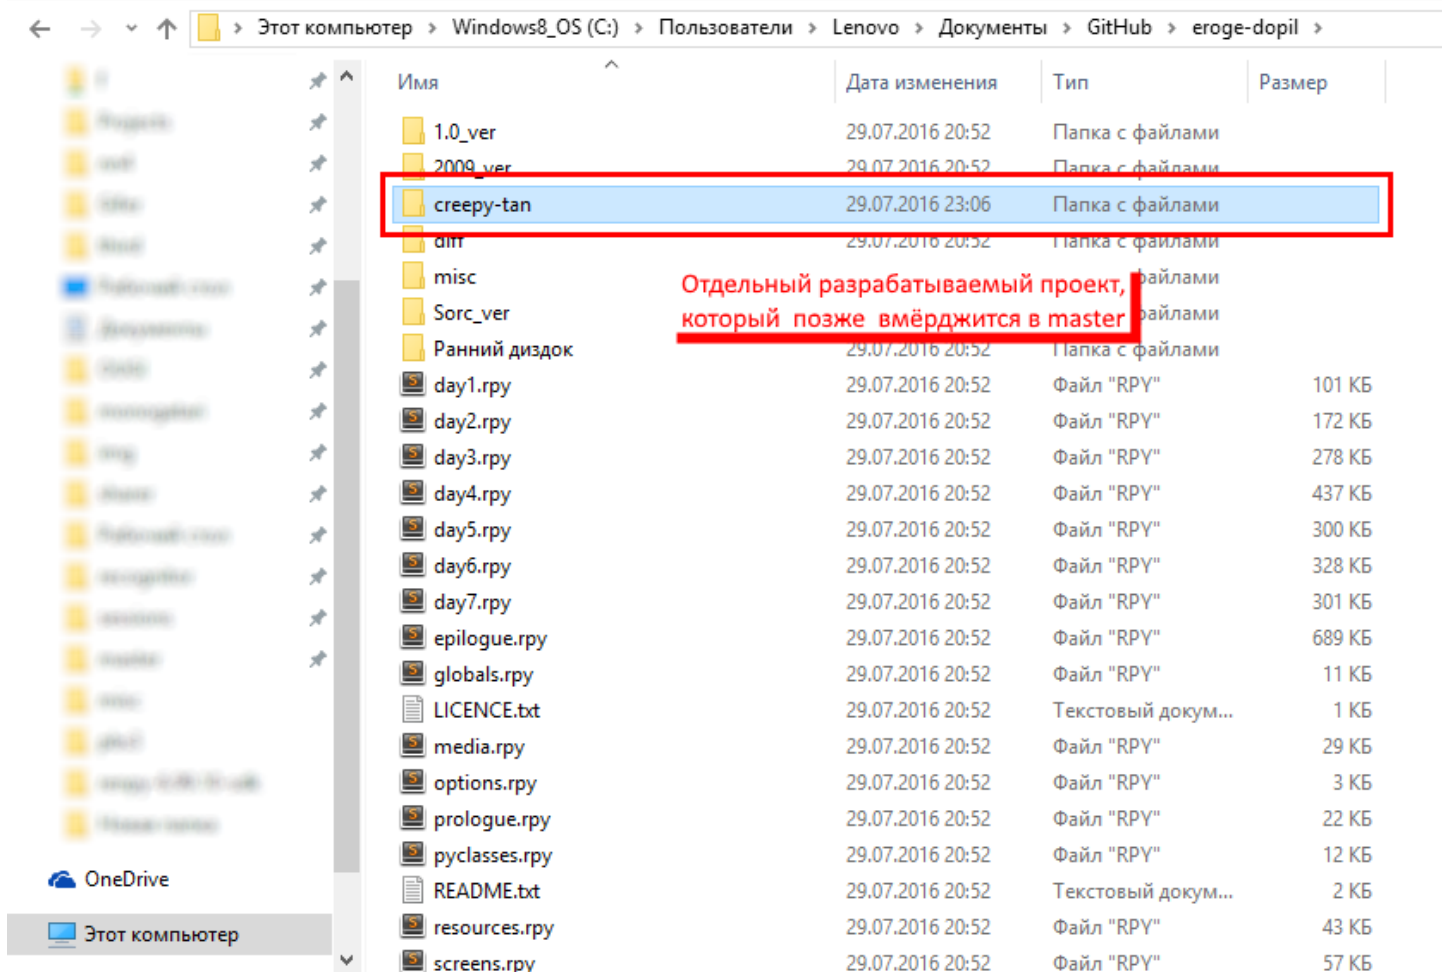 Этот компьютер > Windows8_OS (C:) > Пользователи > Lenovo > Документы > GitHub > eroge-dopil >
Имя Дата изменения Тип Размер
1.0_ver 29.07.2016 20:52 Папка с файлами
2009_ver 29.07.2016 20:52 Папка с файлами
creepy-tan 29.07.2016 23:06 Папка с файлами
diff 29.07.2016 20:52 Папка с файлами
misc файлами
Отдельный разрабатываемый проект,
который позже вмёрджится в master
Sorc_ver файлами
Ранний диздок 29.07.2016 20:52 Папка с файлами
day1.rpy 29.07.2016 20:52 Файл "RPY" 101 КБ
day2.rpy 29.07.2016 20:52 Файл "RPY" 172 КБ
day3.rpy 29.07.2016 20:52 Файл "RPY" 278 КБ
day4.rpy 29.07.2016 20:52 Файл "RPY" 437 КБ
day5.rpy 29.07.2016 20:52 Файл "RPY" 300 КБ
day6.rpy 29.07.2016 20:52 Файл "RPY" 328 КБ
day7.rpy 29.07.2016 20:52 Файл "RPY" 301 КБ
epilogue.rpy 29.07.2016 20:52 Файл "RPY" 689 КБ
globals.rpy 29.07.2016 20:52 Файл "RPY" 11 КБ
LICENCE.txt 29.07.2016 20:52 Текстовый докум... 1 КБ
media.rpy 29.07.2016 20:52 Файл "RPY" 29 КБ
options.rpy 29.07.2016 20:52 Файл "RPY" 3 КБ
prologue.rpy 29.07.2016 20:52 Файл "RPY" 22 КБ
pyclasses.rpy 29.07.2016 20:52 Файл "RPY" 12 КБ
README.txt 29.07.2016 20:52 Текстовый докум... 2 КБ
resources.rpy 29.07.2016 20:52 Файл "RPY" 43 КБ
screens.rpy 29.07.2016 20:52 Файл "RPY" 57 КБ
OneDrive
Этот компьютер